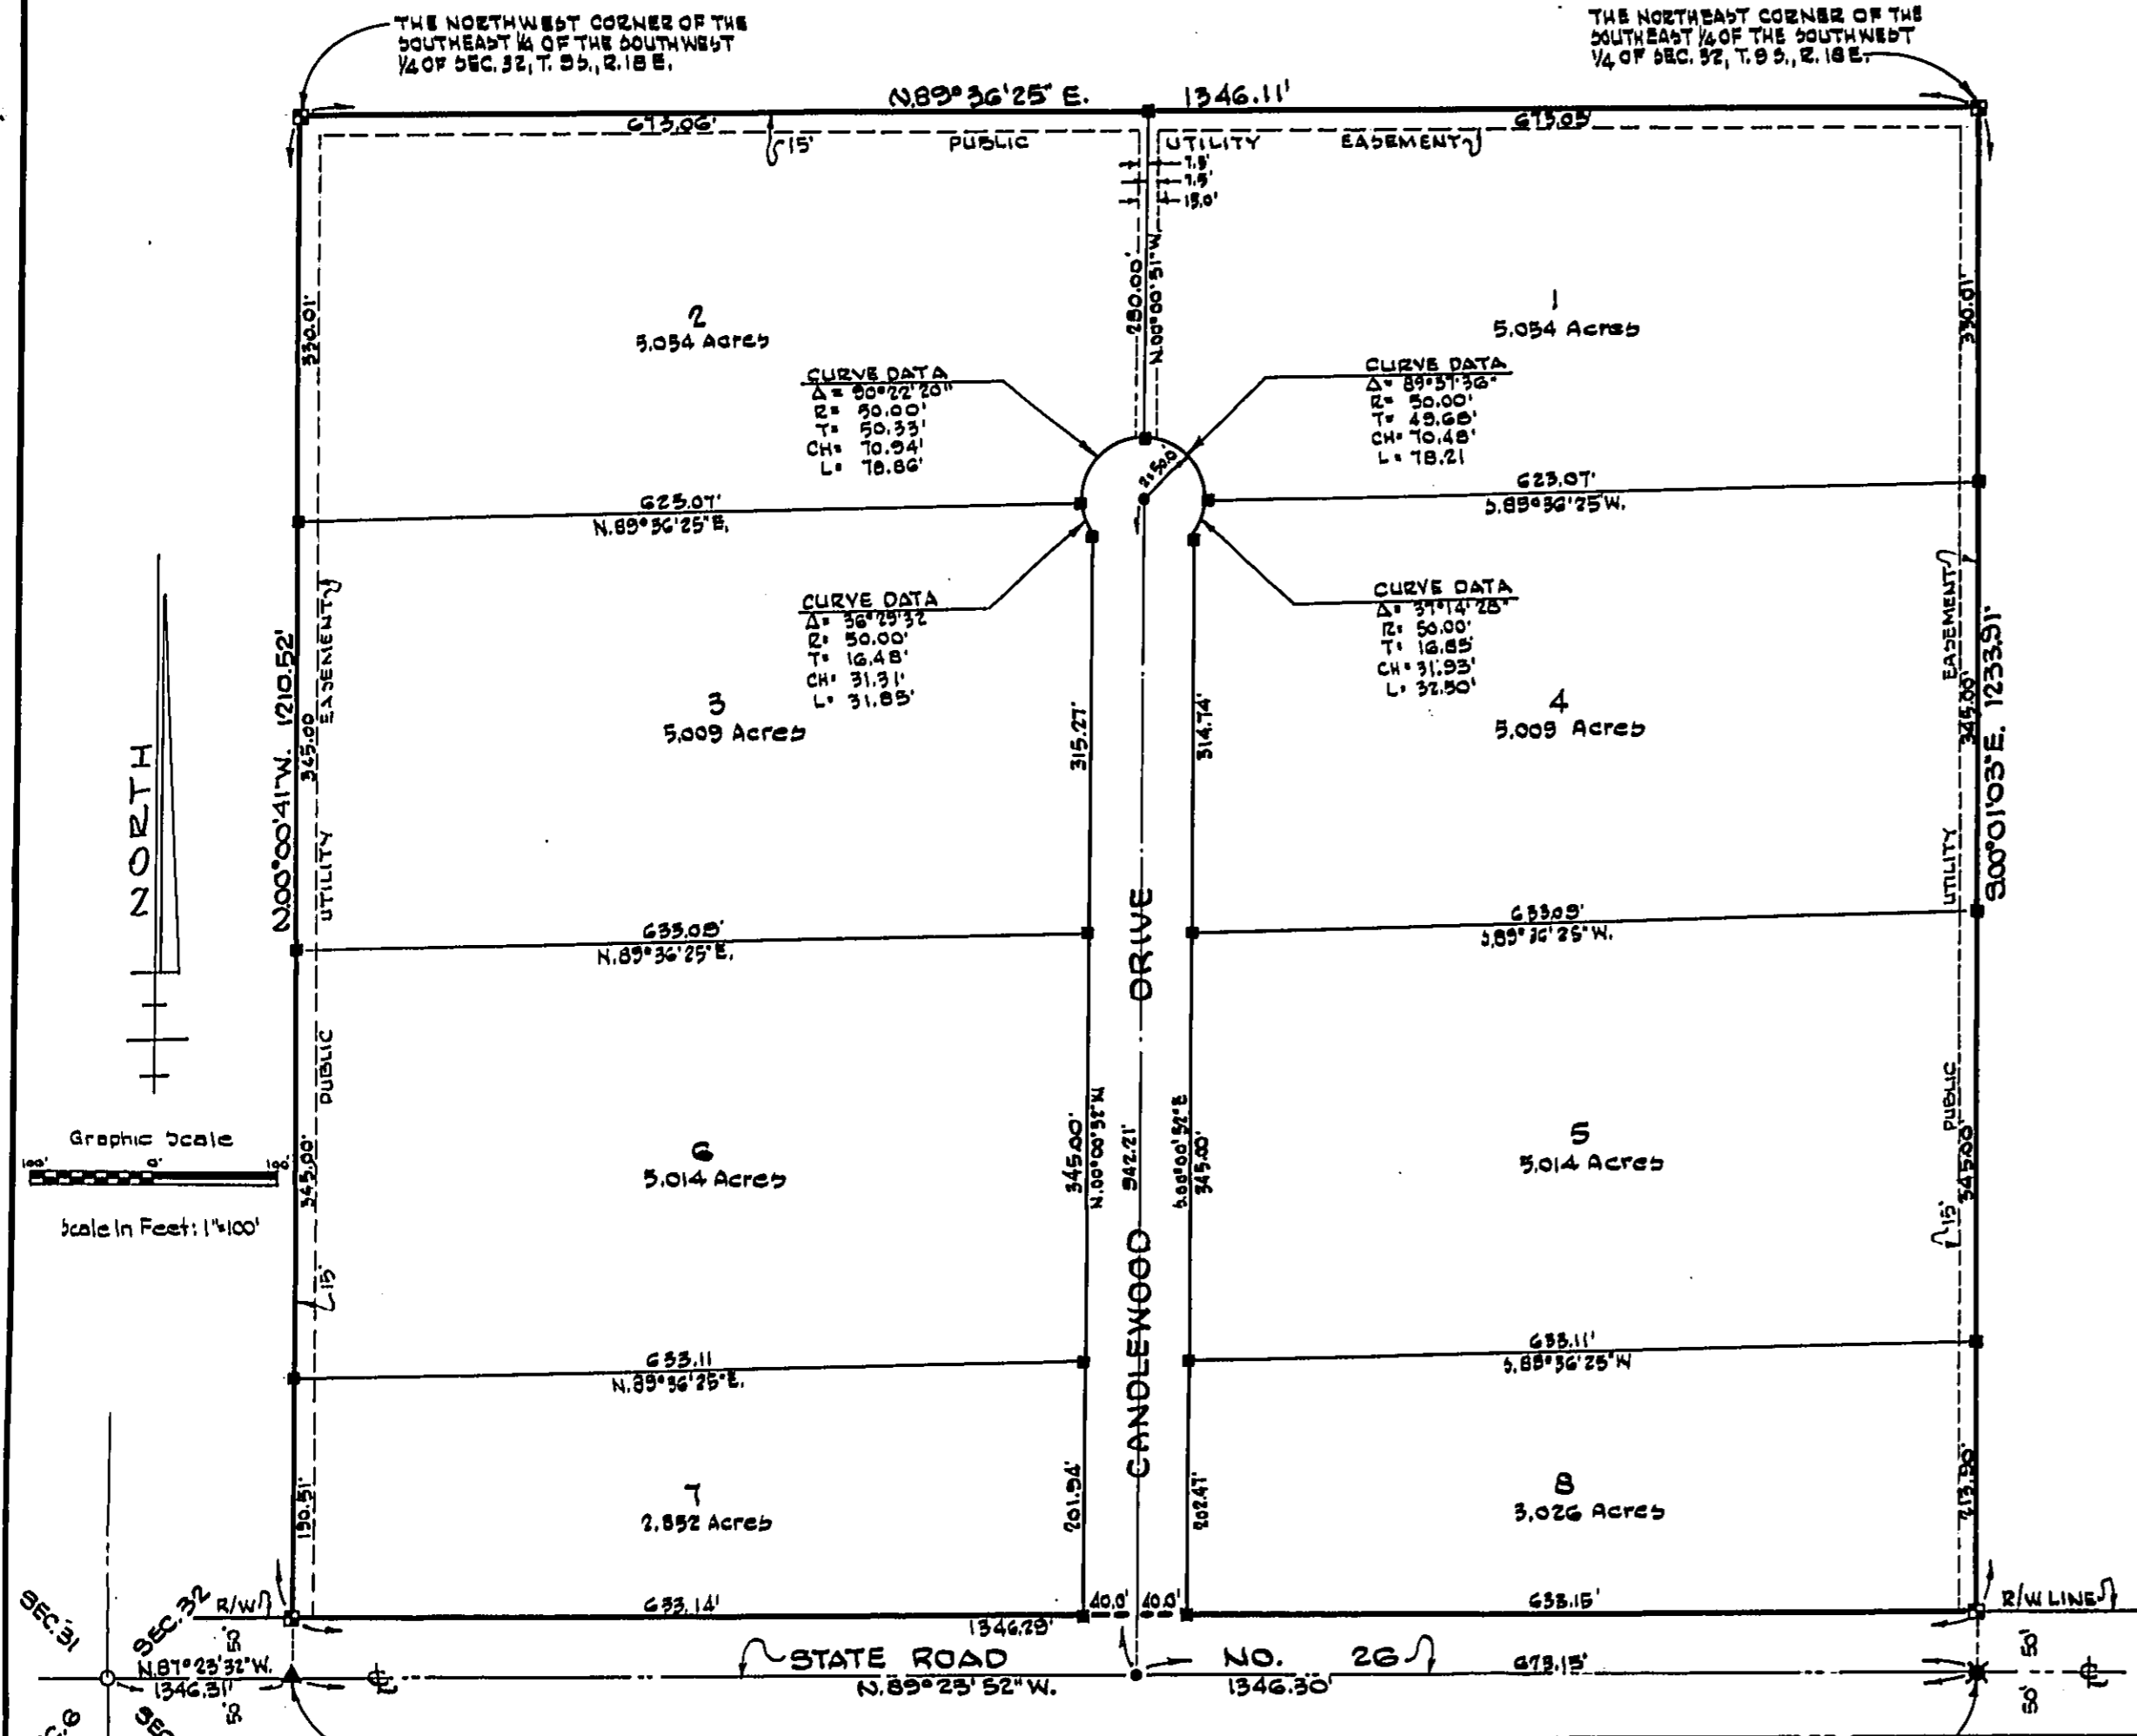 THE NORTHWEST CORNER OF THE
SOUTHEAST 1/4 OF THE SOUTHWEST
1/4 OF SEC. 32, T. 9 S., R. 18 E.
THE NORTHEAST CORNER OF THE
SOUTHEAST 1/4 OF THE SOUTHWEST
1/4 OF SEC. 32, T. 9 S., R. 18 E.
N.89°36'25" E. 1346.11'
673.06'
673.05'
15'
PUBLIC UTILITY EASEMENT
7.5'
7.5'
15.0'
280.00'
N.00°00'51"W.
330.01'
2
5.054 Acres
1
5.054 Acres
330.01'
CURVE DATA
Δ= 90°22'20"
R= 50.00'
T= 50.33'
CH= 70.94'
L= 78.86'
CURVE DATA
Δ= 89°37'36"
R= 50.00'
T= 49.68'
CH= 70.48'
L= 78.21
R=50.0'
623.07'
N.89°36'25"E.
623.07'
S.89°36'25"W.
CURVE DATA
Δ= 36°29'32
R= 50.00'
T= 16.48'
CH= 31.31'
L= 31.85'
CURVE DATA
Δ= 37°14'28"
R= 50.00'
T= 16.85'
CH= 31.93'
L= 32.50'
N.00°00'41"W. 1210.52'
345.00
PUBLIC UTILITY EASEMENT
3
5.009 Acres
315.27'
314.74'
4
5.009 Acres
PUBLIC UTILITY EASEMENT
345.00'
S.00°01'03"E. 1233.91'
NORTH
633.09'
N.89°36'25"E.
633.09'
S.89°36'25"W.
Graphic Scale
100' 0' 100'
Scale In Feet: 1"=100'
345.00'
15'
6
5.014 Acres
345.00'
N.00°00'52"W
942.21'
CANDLEWOOD DRIVE
S.00°00'52"E
345.00'
5
5.014 Acres
15'
345.00'
633.11
N.89°36'25"E.
633.11'
S.89°36'25"W
190.51'
7
2.852 Acres
201.94'
202.47'
8
3.026 Acres
213.90'
R/W
633.14'
40.0' 40.0'
633.15'
R/W LINE
1346.29'
SEC. 31
SEC. 32
50'
50'
N.87°23'32"W.
1346.31'
STATE ROAD NO. 26
N.89°23'52"W. 1346.30'
673.15'
50'
50'